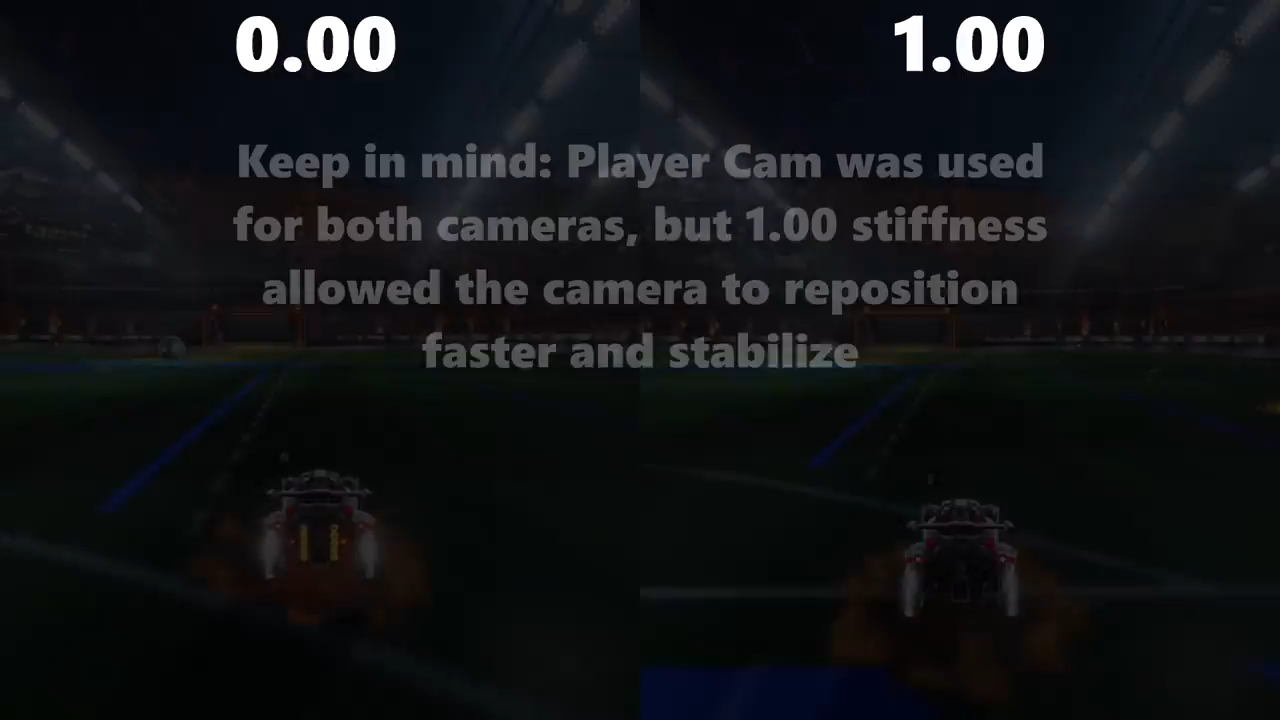 0.00
1.00
Keep in mind: Player Cam was used
for both cameras, but 1.00 stiffness
allowed the camera to reposition
faster and stabilize